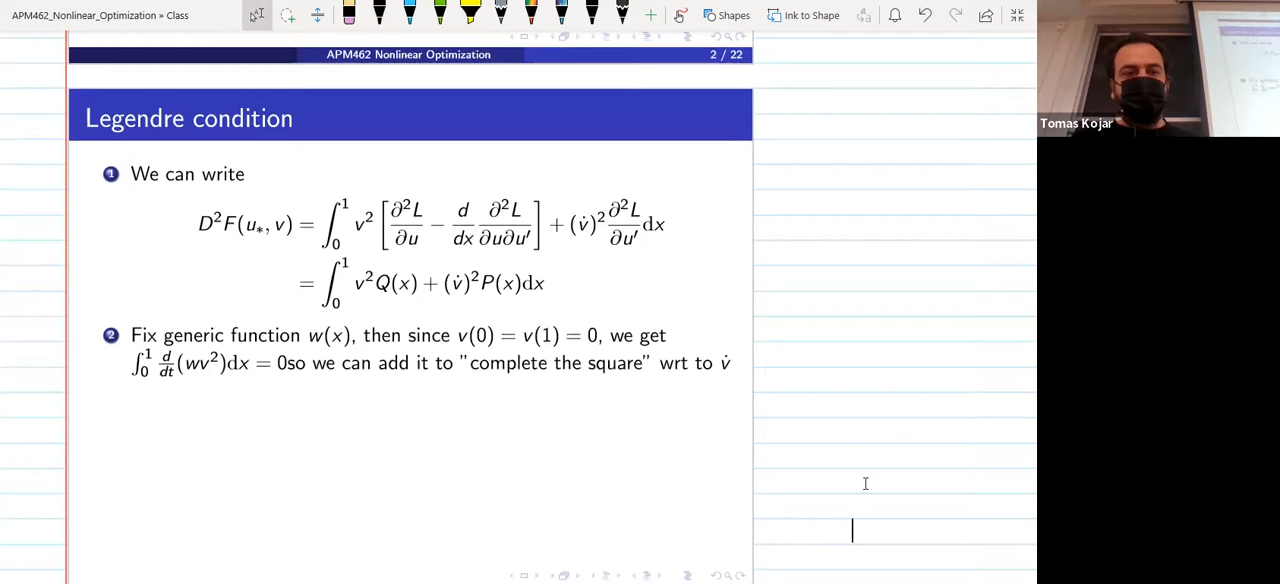 APM462_Nonlinear_Optimization » Class
Shapes
Ink to Shape
APM462 Nonlinear Optimization 2 / 22
Legendre condition
1 We can write
D²F(u∗, v) = ∫₀¹ v² [∂²L/∂u − d/dx ∂²L/∂u∂u′] + (v̇)² ∂²L/∂u′ dx
= ∫₀¹ v²Q(x) + (v̇)²P(x)dx
2 Fix generic function w(x), then since v(0) = v(1) = 0, we get
∫₀¹ d/dt (wv²)dx = 0so we can add it to "complete the square" wrt to v̇
Tomas Kojar